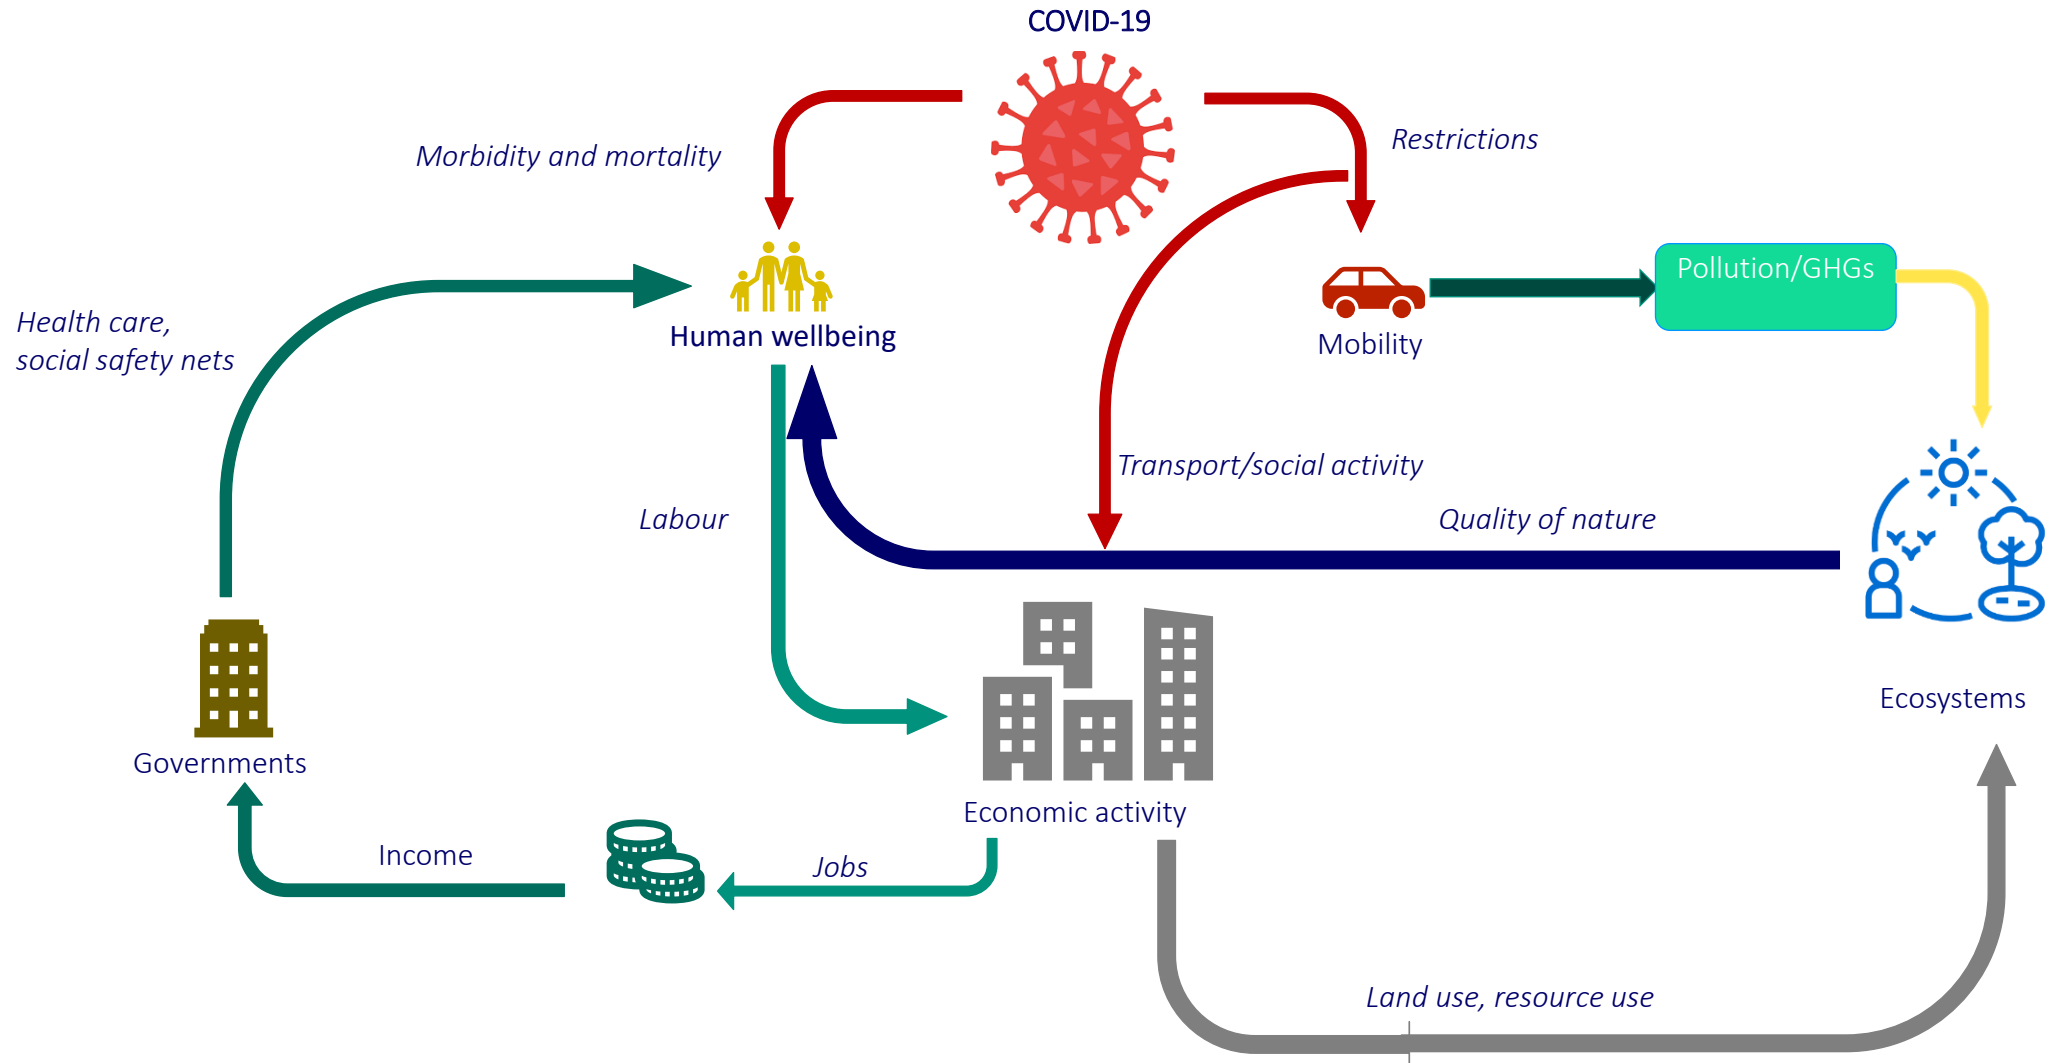 COVID-19
Restrictions
Morbidity and mortality
Pollution/GHGs
Health care,
social safety nets
Human wellbeing
Mobility
Transport/social activity
Labour
Quality of nature
Ecosystems
Governments
Economic activity
Income
Jobs
Land use, resource use